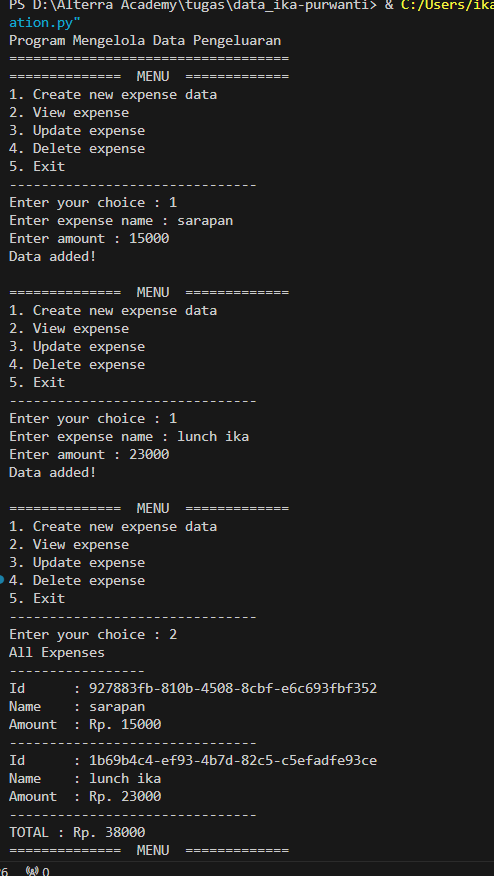 PS D:\Alterra Academy\tugas\data_ika-purwanti> & C:/Users/ika
ation.py"
Program Mengelola Data Pengeluaran
===================================
============== MENU =============
1. Create new expense data
2. View expense
3. Update expense
4. Delete expense
5. Exit
-------------------------------
Enter your choice : 1
Enter expense name : sarapan
Enter amount : 15000
Data added!

============== MENU =============
1. Create new expense data
2. View expense
3. Update expense
4. Delete expense
5. Exit
-------------------------------
Enter your choice : 1
Enter expense name : lunch ika
Enter amount : 23000
Data added!

============== MENU =============
1. Create new expense data
2. View expense
3. Update expense
4. Delete expense
5. Exit
-------------------------------
Enter your choice : 2
All Expenses
-----------------
Id      : 927883fb-810b-4508-8cbf-e6c693fbf352
Name    : sarapan
Amount  : Rp. 15000
-------------------------------
Id      : 1b69b4c4-ef93-4b7d-82c5-c5efadfe93ce
Name    : lunch ika
Amount  : Rp. 23000
-------------------------------
TOTAL : Rp. 38000
============== MENU =============
0